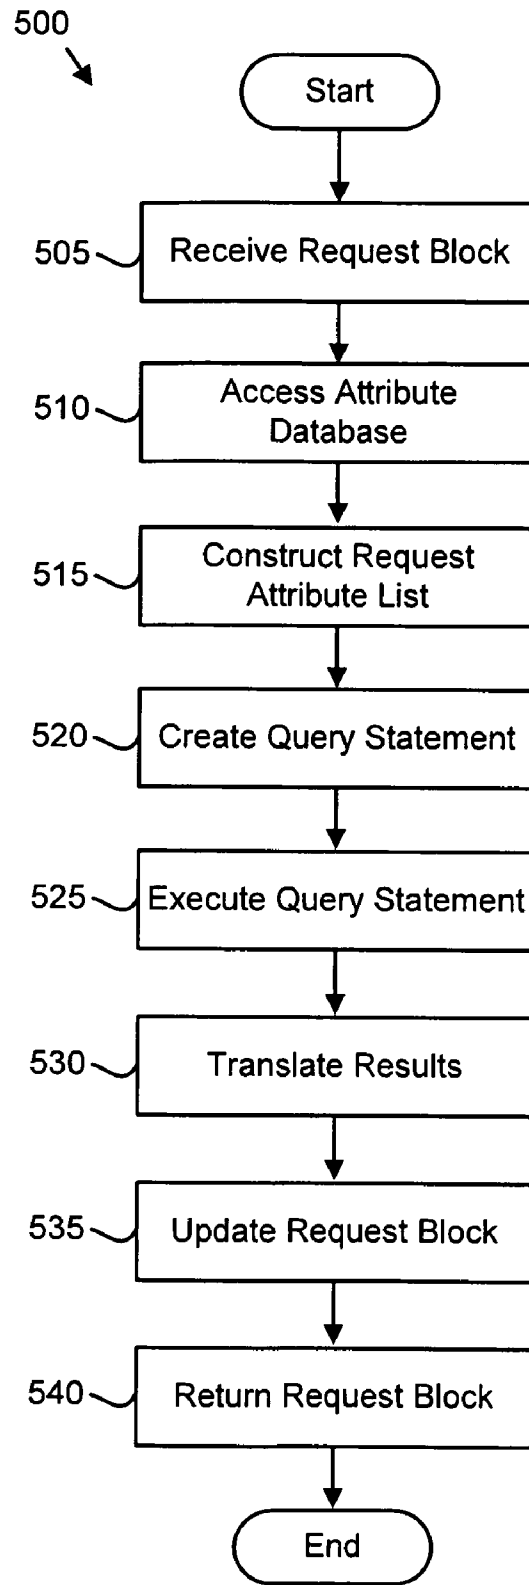 500
Start
505
Receive Request Block
510
Access Attribute
Database
515
Construct Request
Attribute List
520
Create Query Statement
525
Execute Query Statement
530
Translate Results
535
Update Request Block
540
Return Request Block
End